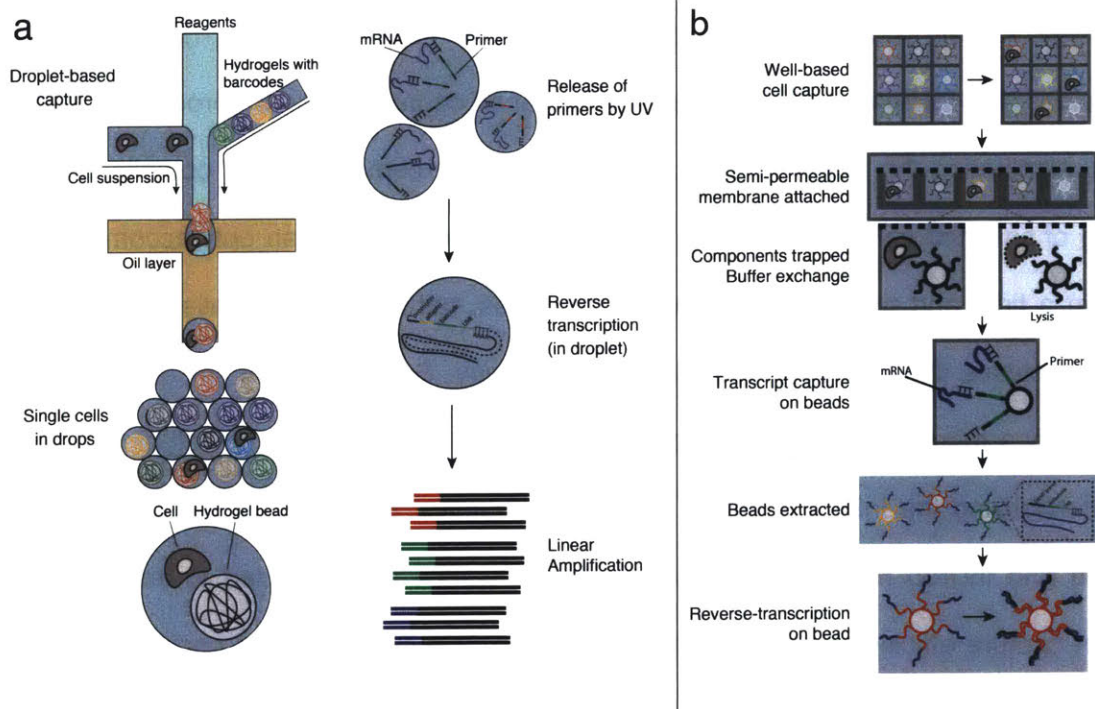 a
Reagents
Droplet-based
capture
Hydrogels with
barcodes
Cell suspension
Oil layer
Single cells
in drops
Cell
Hydrogel bead
mRNA
Primer
Release of
primers by UV
Reverse
transcription
(in droplet)
Linear
Amplification
b
Well-based
cell capture
Semi-permeable
membrane attached
Components trapped
Buffer exchange
Lysis
Transcript capture
on beads
mRNA
Primer
Beads extracted
Reverse-transcription
on bead